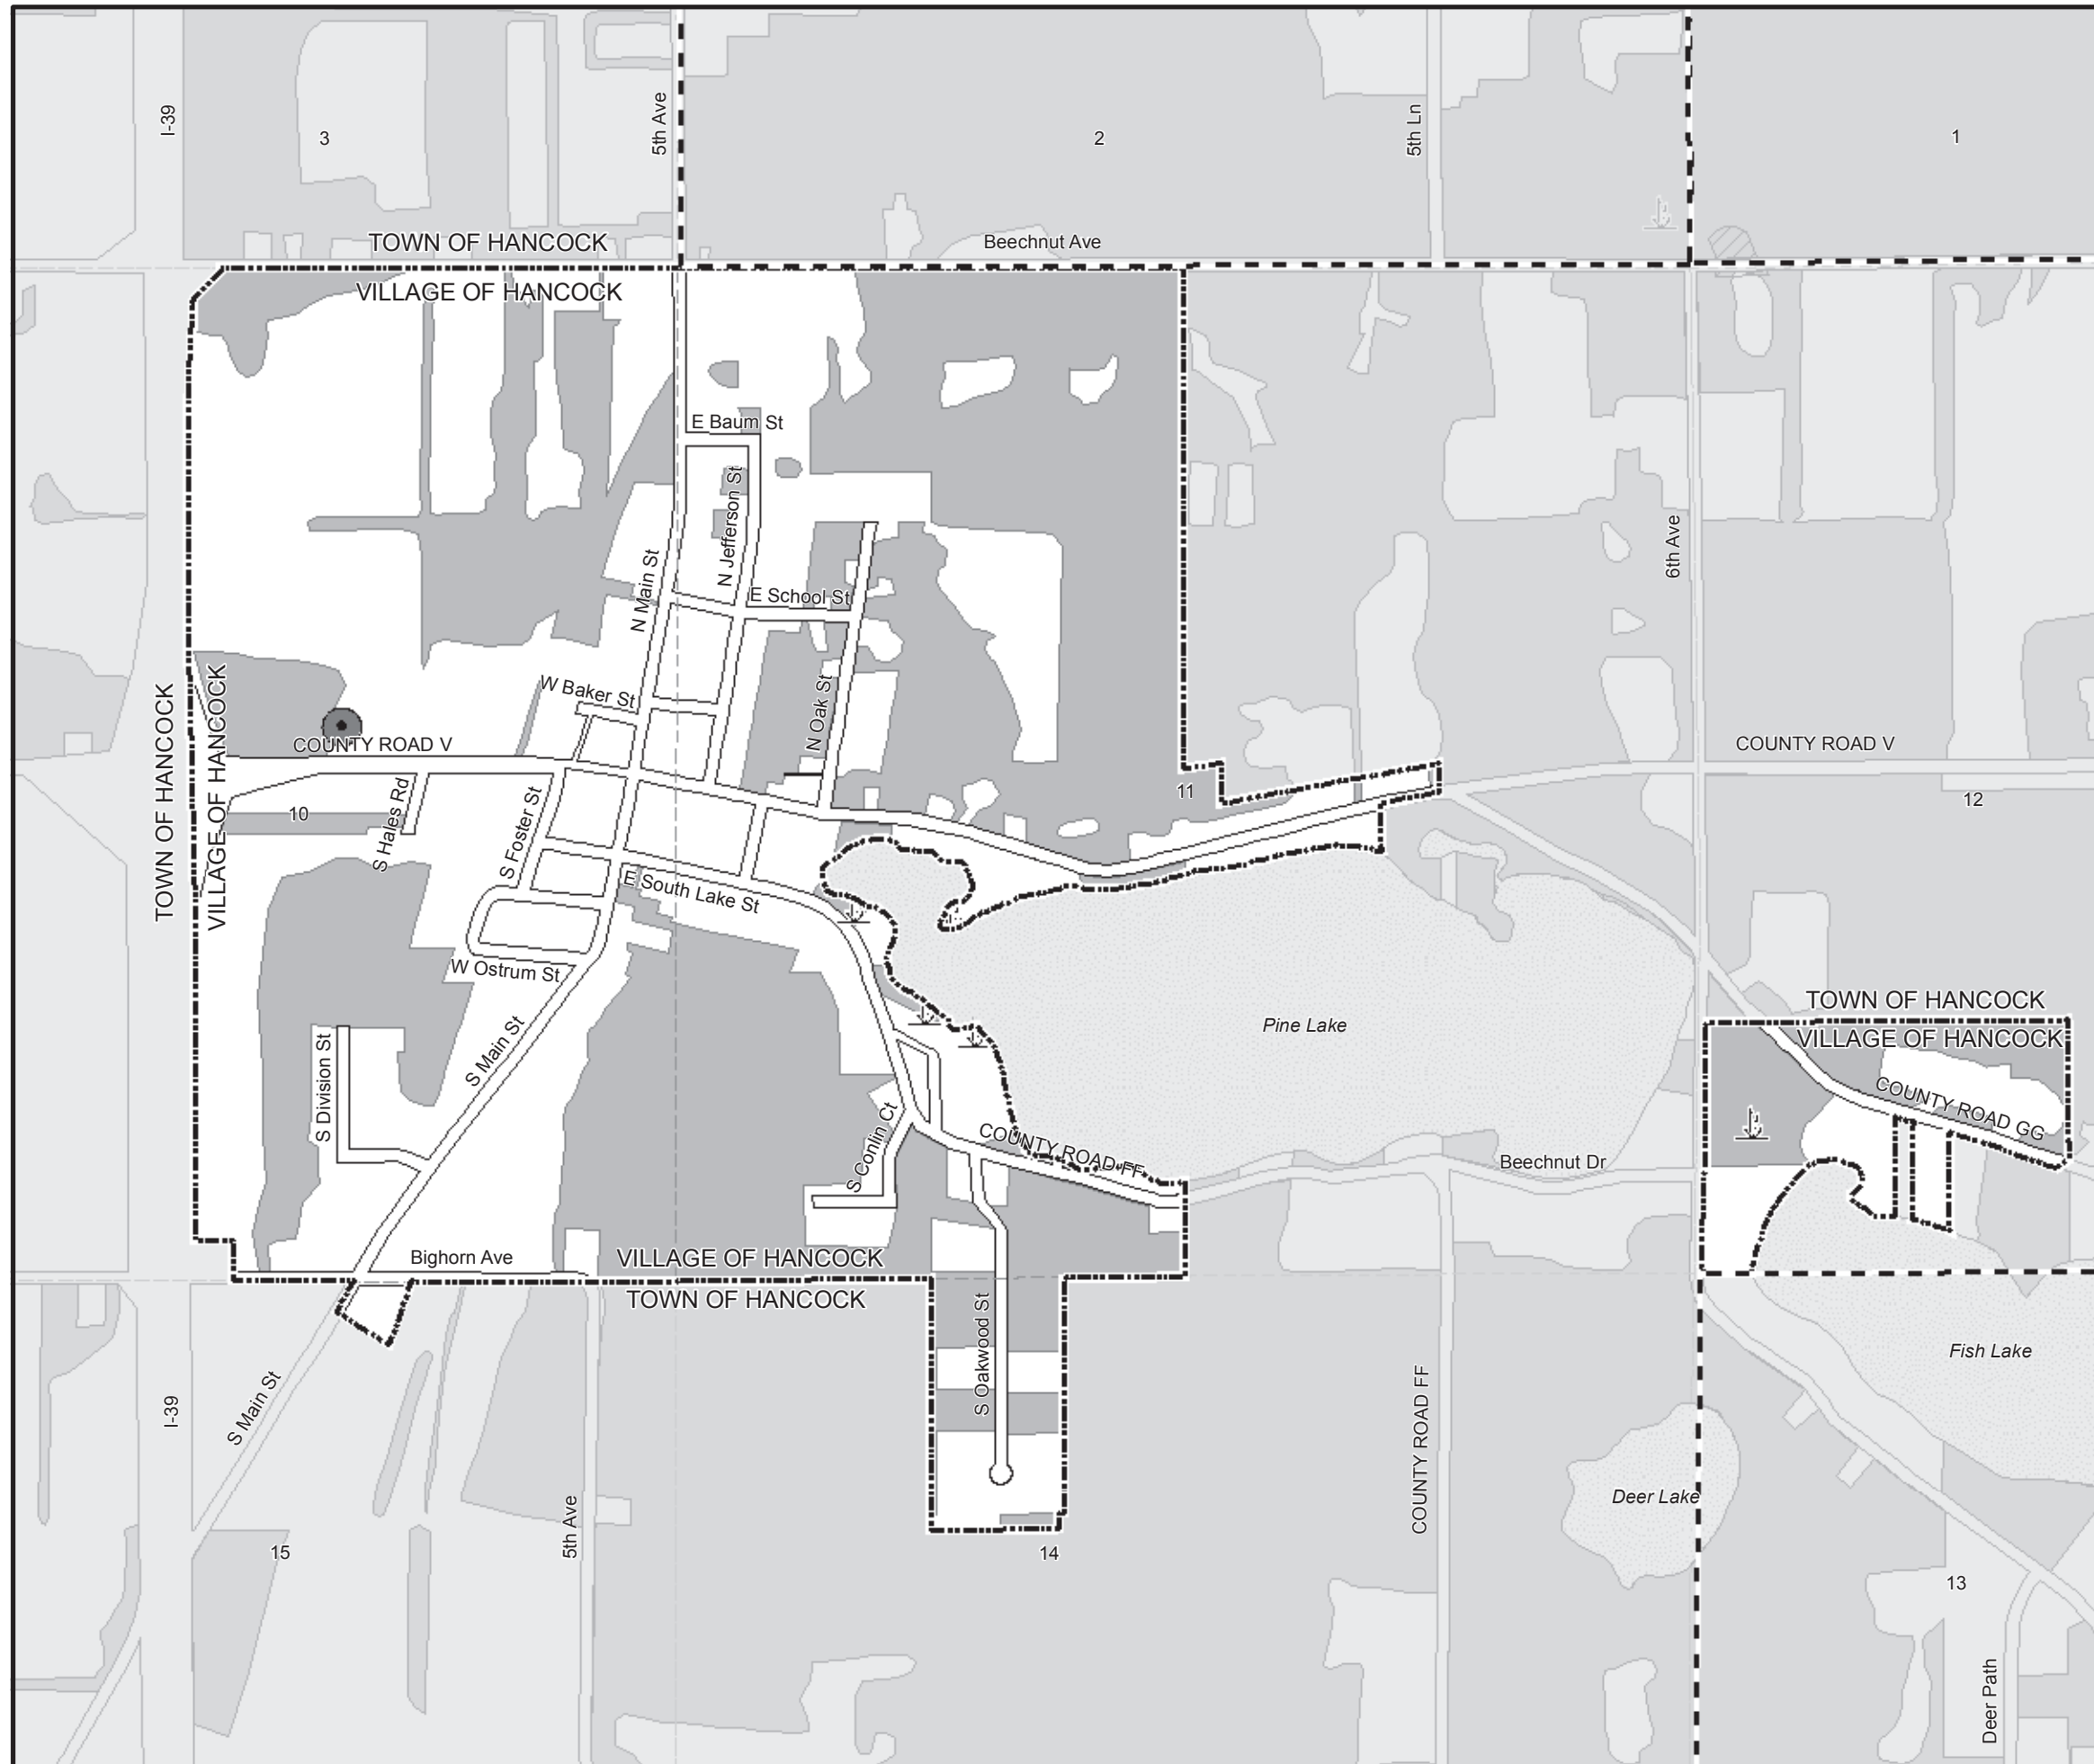 I-39
3
5th Ave
2
5th Ln
1
TOWN OF HANCOCK
Beechnut Ave
VILLAGE OF HANCOCK
E Baum St
N Jefferson St
N Main St
E School St
6th Ave
W Baker St
N Oak St
TOWN OF HANCOCK
VILLAGE OF HANCOCK
COUNTY ROAD V
COUNTY ROAD V
10
S Hales Rd
S Foster St
11
12
E South Lake St
W Ostrum St
TOWN OF HANCOCK
VILLAGE OF HANCOCK
Pine Lake
S Main St
S Division St
COUNTY ROAD GG
S Conlin Ct
COUNTY ROAD FF
Beechnut Dr
Bighorn Ave
VILLAGE OF HANCOCK
TOWN OF HANCOCK
S Oakwood St
Fish Lake
I-39
S Main St
COUNTY ROAD FF
Deer Lake
5th Ave
15
14
13
Deer Path